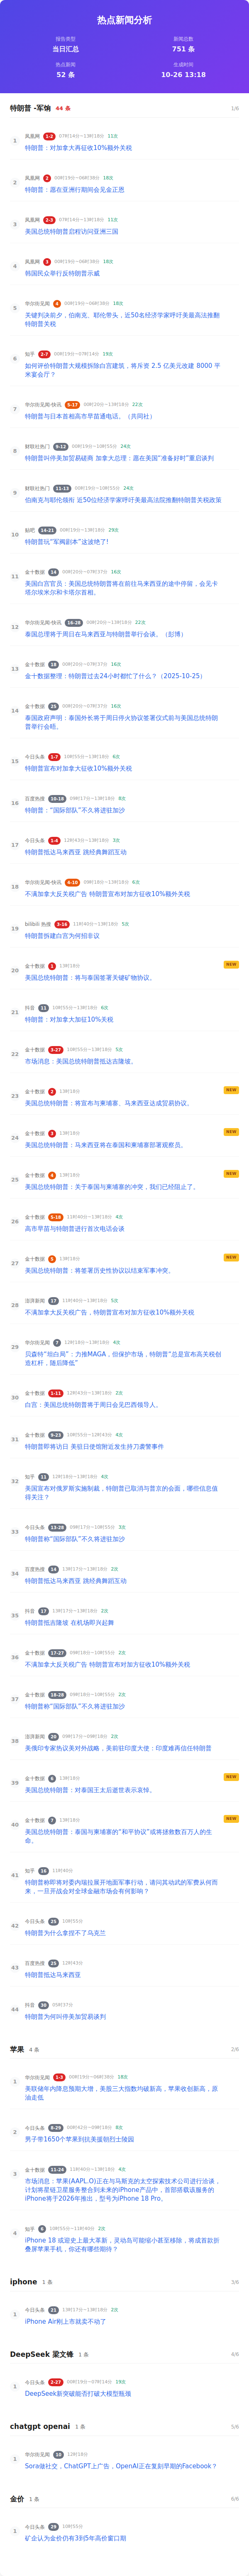 热点新闻分析
报告类型
当日汇总
新闻总数
751 条
热点新闻
52 条
生成时间
10-26 13:18
特朗普 -军饷 44 条 1/6
1 凤凰网 1-2 07时14分~13时18分 11次
特朗普：对加拿大再征收10%额外关税
2 凤凰网 2 00时19分~06时38分 18次
特朗普：愿在亚洲行期间会见金正恩
3 凤凰网 2-3 07时14分~13时18分 11次
美国总统特朗普启程访问亚洲三国
4 凤凰网 3 00时19分~06时38分 18次
韩国民众举行反特朗普示威
5 华尔街见闻 4 00时19分~06时38分 18次
关键判决前夕，伯南克、耶伦带头，近50名经济学家呼吁美最高法推翻
特朗普关税
6 知乎 2-7 00时19分~07时14分 19次
如何评价特朗普大规模拆除白宫建筑，将斥资 2.5 亿美元改建 8000 平
米宴会厅？
7 华尔街见闻-快讯 5-17 00时20分~13时18分 22次
特朗普与日本首相高市早苗通电话。（共同社）
8 财联社热门 9-12 00时19分~10时55分 24次
特朗普叫停美加贸易磋商 加拿大总理：愿在美国“准备好时”重启谈判
9 财联社热门 11-13 00时19分~10时55分 24次
伯南克与耶伦领衔 近50位经济学家呼吁美最高法院推翻特朗普关税政策
10 贴吧 14-21 00时19分~13时18分 29次
特朗普玩“军阀剧本”这波绝了!
11 金十数据 14 00时20分~07时37分 16次
美国白宫官员：美国总统特朗普将在前往马来西亚的途中停留，会见卡
塔尔埃米尔和卡塔尔首相。
12 华尔街见闻-快讯 16-28 00时19分~13时18分 22次
泰国总理将于周日在马来西亚与特朗普举行会谈。（彭博）
13 金十数据 18 00时20分~07时37分 16次
金十数据整理：特朗普过去24小时都忙了什么？（2025-10-25）
14 金十数据 25 00时20分~07时37分 16次
泰国政府声明：泰国外长将于周日停火协议签署仪式前与美国总统特朗
普举行会晤。
15 今日头条 1-7 10时55分~13时18分 6次
特朗普宣布对加拿大征收10%额外关税
16 百度热搜 10-16 09时17分~13时18分 8次
特朗普：“国际部队”不久将进驻加沙
17 今日头条 1-4 12时43分~13时18分 3次
特朗普抵达马来西亚 跳经典舞蹈互动
18 华尔街见闻-快讯 4-10 09时18分~13时18分 6次
不满加拿大反关税广告 特朗普宣布对加方征收10%额外关税
19 bilibili 热搜 3-16 11时40分~13时18分 5次
特朗普拆建白宫为何招非议
20 金十数据 1 13时18分 NEW
美国总统特朗普：将与泰国签署关键矿物协议。
21 抖音 11 10时55分~13时18分 6次
特朗普：对加拿大加征10%关税
22 金十数据 3-27 10时55分~13时18分 5次
市场消息：美国总统特朗普抵达吉隆坡。
23 金十数据 2 13时18分 NEW
美国总统特朗普：将宣布与柬埔寨、马来西亚达成贸易协议。
24 金十数据 3 13时18分 NEW
美国总统特朗普：马来西亚将在泰国和柬埔寨部署观察员。
25 金十数据 4 13时18分 NEW
美国总统特朗普：关于泰国与柬埔寨的冲突，我们已经阻止了。
26 金十数据 5-28 11时40分~13时18分 4次
高市早苗与特朗普进行首次电话会谈
27 金十数据 5 13时18分 NEW
美国总统特朗普：将签署历史性协议以结束军事冲突。
28 澎湃新闻 17 11时40分~13时18分 5次
不满加拿大反关税广告，特朗普宣布对加方征收10%额外关税
29 华尔街见闻 7 12时18分~13时18分 4次
贝森特“给白局”：力推MAGA，但保护市场，特朗普“总是宣布高关税创
造杠杆，随后降低”
30 金十数据 1-11 12时43分~13时18分 2次
白宫：美国总统特朗普将于周日会见巴西领导人。
31 金十数据 9-23 10时55分~12时43分 4次
特朗普即将访日 美驻日使馆附近发生持刀袭警事件
32 知乎 11 12时18分~13时18分 4次
美国宣布对俄罗斯实施制裁，特朗普已取消与普京的会面，哪些信息值
得关注？
33 今日头条 13-28 09时17分~10时55分 3次
特朗普称“国际部队”不久将进驻加沙
34 百度热搜 14 13时17分~13时18分 2次
特朗普抵达马来西亚 跳经典舞蹈互动
35 抖音 17 13时17分~13时18分 2次
特朗普抵吉隆坡 在机场即兴起舞
36 金十数据 17-27 09时18分~10时55分 2次
不满加拿大反关税广告 特朗普宣布对加方征收10%额外关税
37 金十数据 18-28 09时18分~10时55分 2次
特朗普称“国际部队”不久将进驻加沙
38 澎湃新闻 20 09时17分~09时18分 2次
美俄印专家热议美对外战略，美前驻印度大使：印度难再信任特朗普
39 金十数据 6 13时18分 NEW
美国总统特朗普：对泰国王太后逝世表示哀悼。
40 金十数据 7 13时18分 NEW
美国总统特朗普：泰国与柬埔寨的“和平协议”或将拯救数百万人的生
命。
41 知乎 16 11时40分
特朗普称即将对委内瑞拉展开地面军事行动，请问其动武的军费从何而
来，一旦开战会对全球金融市场会有何影响？
42 今日头条 25 10时55分
特朗普为什么拿捏不了乌克兰
43 百度热搜 25 12时43分
特朗普抵达马来西亚
44 抖音 26 00时37分
特朗普为何叫停美加贸易谈判
苹果 4 条 2/6
1 华尔街见闻 1-3 00时19分~06时38分 18次
美联储年内降息预期大增，美股三大指数均破新高，苹果收创新高，原
油走低
2 今日头条 8-29 00时42分~09时18分 8次
男子带1650个苹果到抗美援朝烈士陵园
3 金十数据 11-24 11时40分~13时18分 4次
市场消息：苹果(AAPL.O)正在与马斯克的太空探索技术公司进行洽谈，
计划将星链卫星服务整合到未来的iPhone产品中，首部搭载该服务的
iPhone将于2026年推出，型号为iPhone 18 Pro。
4 知乎 6 10时55分~11时40分 2次
iPhone 18 或迎史上最大革新，灵动岛可能缩小甚至移除，将成首款折
叠屏苹果手机，你还有哪些期待？
iphone 1 条 3/6
1 今日头条 21 13时17分~13时18分 2次
iPhone Air刚上市就卖不动了
DeepSeek 梁文锋 1 条 4/6
1 今日头条 2-27 00时19分~07时14分 19次
DeepSeek新突破能否打破大模型瓶颈
chatgpt openai 1 条 5/6
1 华尔街见闻 10 12时18分
Sora做社交，ChatGPT上广告，OpenAI正在复刻早期的Facebook？
金价 1 条 6/6
1 今日头条 29 10时55分
矿企认为金价仍有3到5年高价窗口期